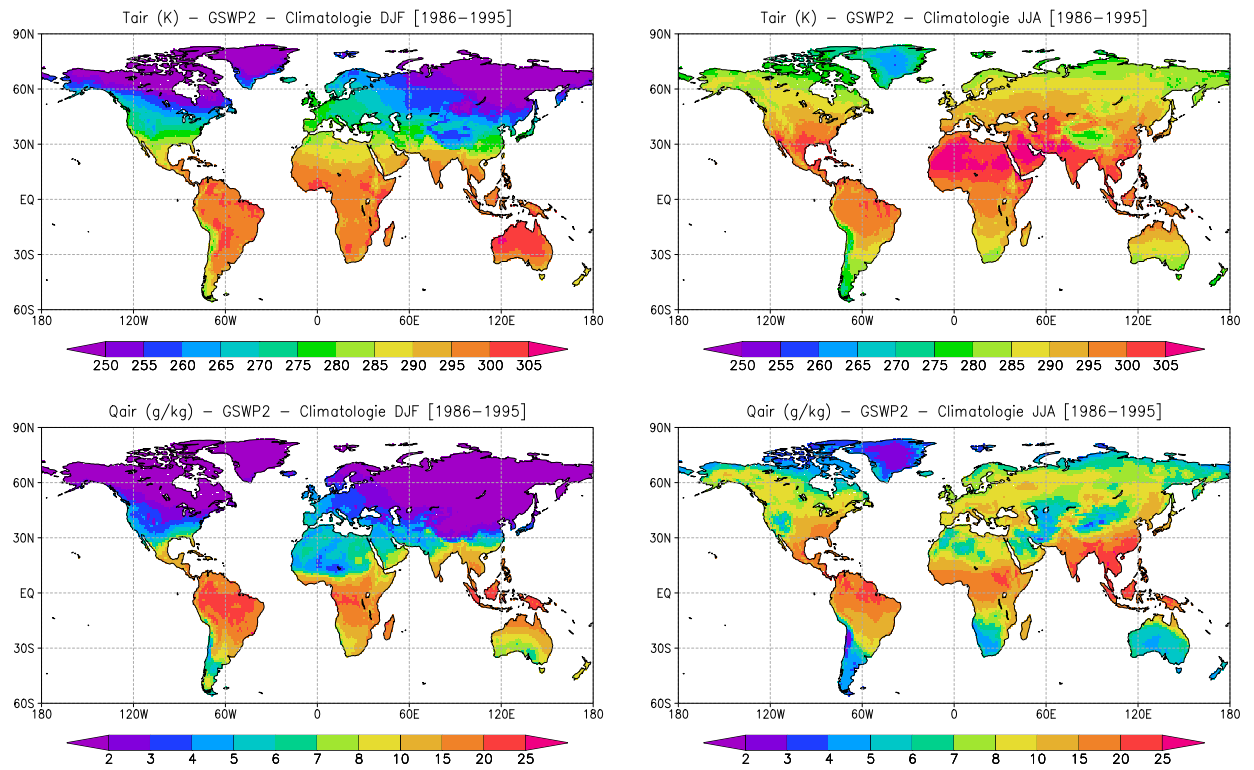 Tair (K) – GSWP2 – Climatologie DJF [1986–1995]
90N
60N
30N
EQ
30S
60S
180 120W 60W 0 60E 120E 180
250 255 260 265 270 275 280 285 290 295 300 305
Tair (K) – GSWP2 – Climatologie JJA [1986–1995]
90N
60N
30N
EQ
30S
60S
180 120W 60W 0 60E 120E 180
250 255 260 265 270 275 280 285 290 295 300 305
Qair (g/kg) – GSWP2 – Climatologie DJF [1986–1995]
90N
60N
30N
EQ
30S
60S
180 120W 60W 0 60E 120E 180
2 3 4 5 6 7 8 10 15 20 25
Qair (g/kg) – GSWP2 – Climatologie JJA [1986–1995]
90N
60N
30N
EQ
30S
60S
180 120W 60W 0 60E 120E 180
2 3 4 5 6 7 8 10 15 20 25